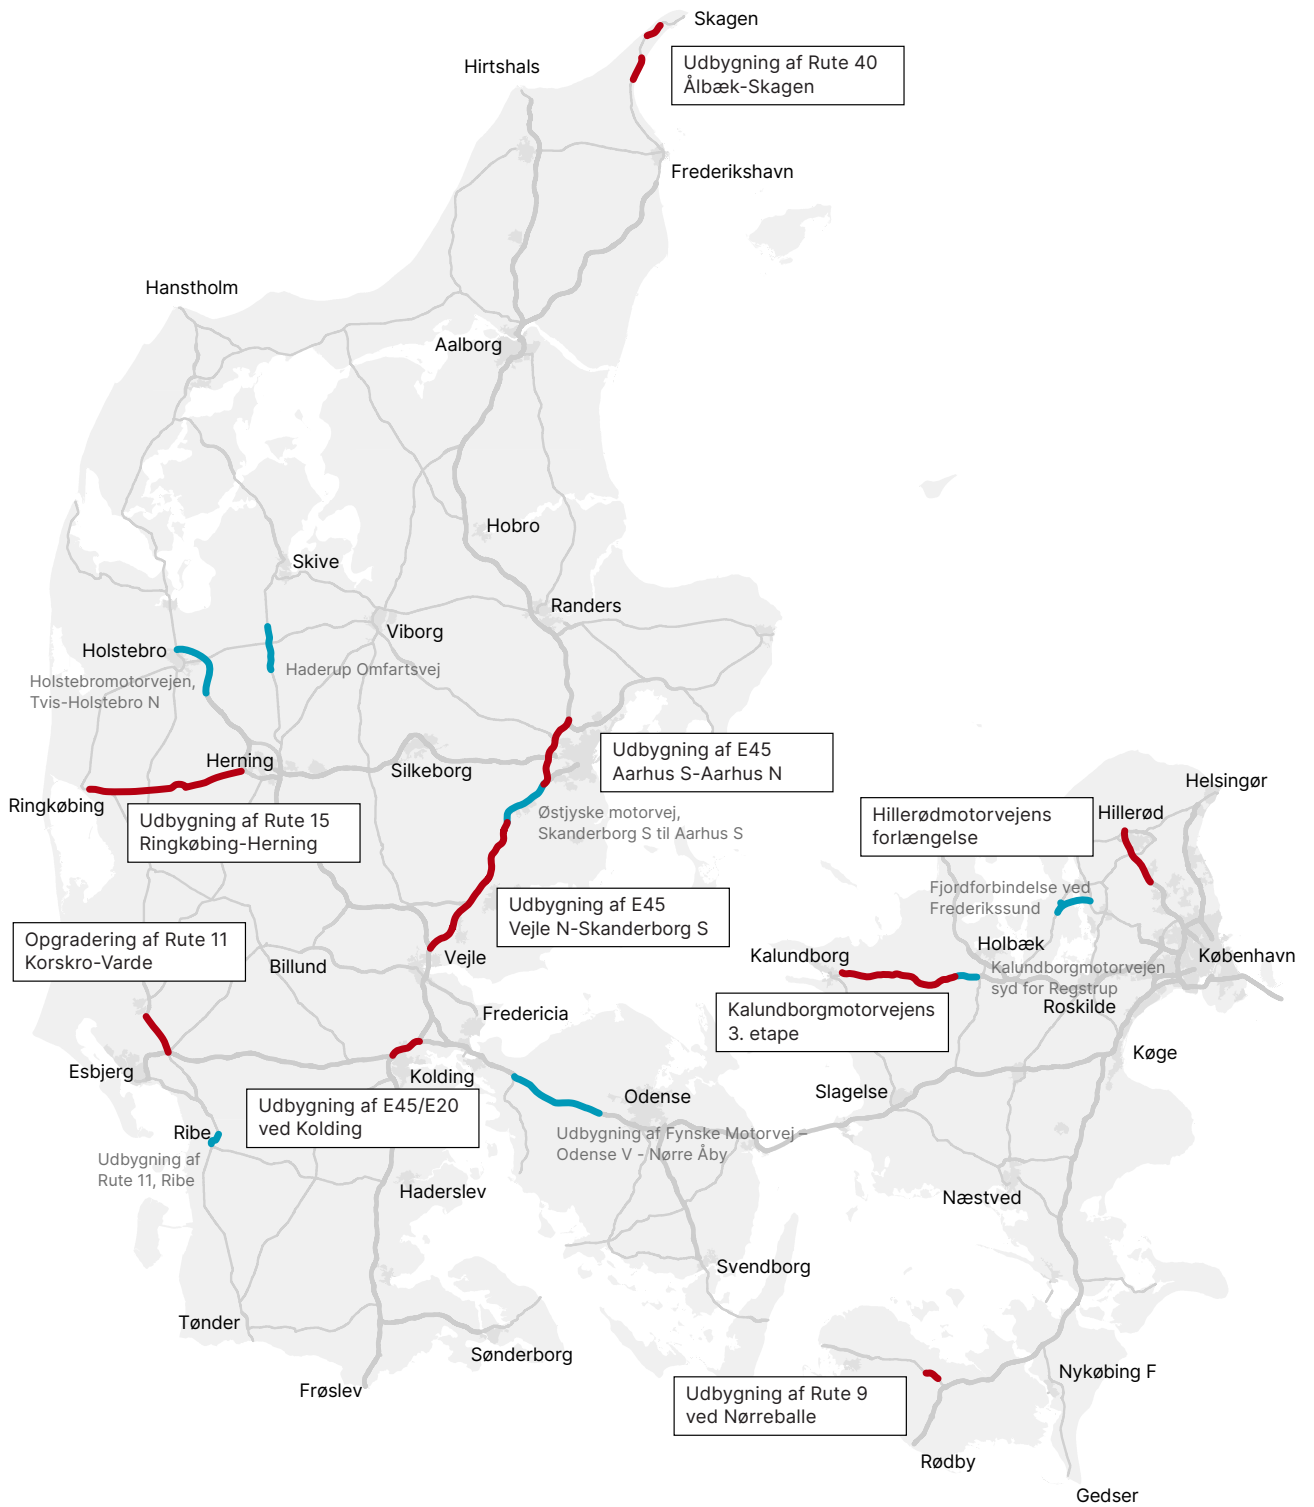 Skagen
Udbygning af Rute 40
Ålbæk-Skagen
Hirtshals
Frederikshavn
Hanstholm
Aalborg
Hobro
Skive
Randers
Viborg
Holstebro
Haderup Omfartsvej
Holstebromotorvejen,
Tvis-Holstebro N
Udbygning af E45
Aarhus S-Aarhus N
Herning
Silkeborg
Ringkøbing
Udbygning af Rute 15
Ringkøbing-Herning
Østjyske motorvej,
Skanderborg S til Aarhus S
Helsingør
Hillerødmotorvejens
forlængelse
Hillerød
Fjordforbindelse ved
Frederikssund
Udbygning af E45
Vejle N-Skanderborg S
Opgradering af Rute 11
Korskro-Varde
Vejle
Billund
Kalundborg
Holbæk
København
Kalundborgmotorvejen
syd for Regstrup
Kalundborgmotorvejens
3. etape
Roskilde
Fredericia
Køge
Esbjerg
Kolding
Udbygning af E45/E20
ved Kolding
Odense
Slagelse
Ribe
Udbygning af Fynske Motorvej –
Odense V - Nørre Åby
Udbygning af
Rute 11, Ribe
Haderslev
Næstved
Svendborg
Tønder
Sønderborg
Frøslev
Nykøbing F
Udbygning af Rute 9
ved Nørreballe
Rødby
Gedser